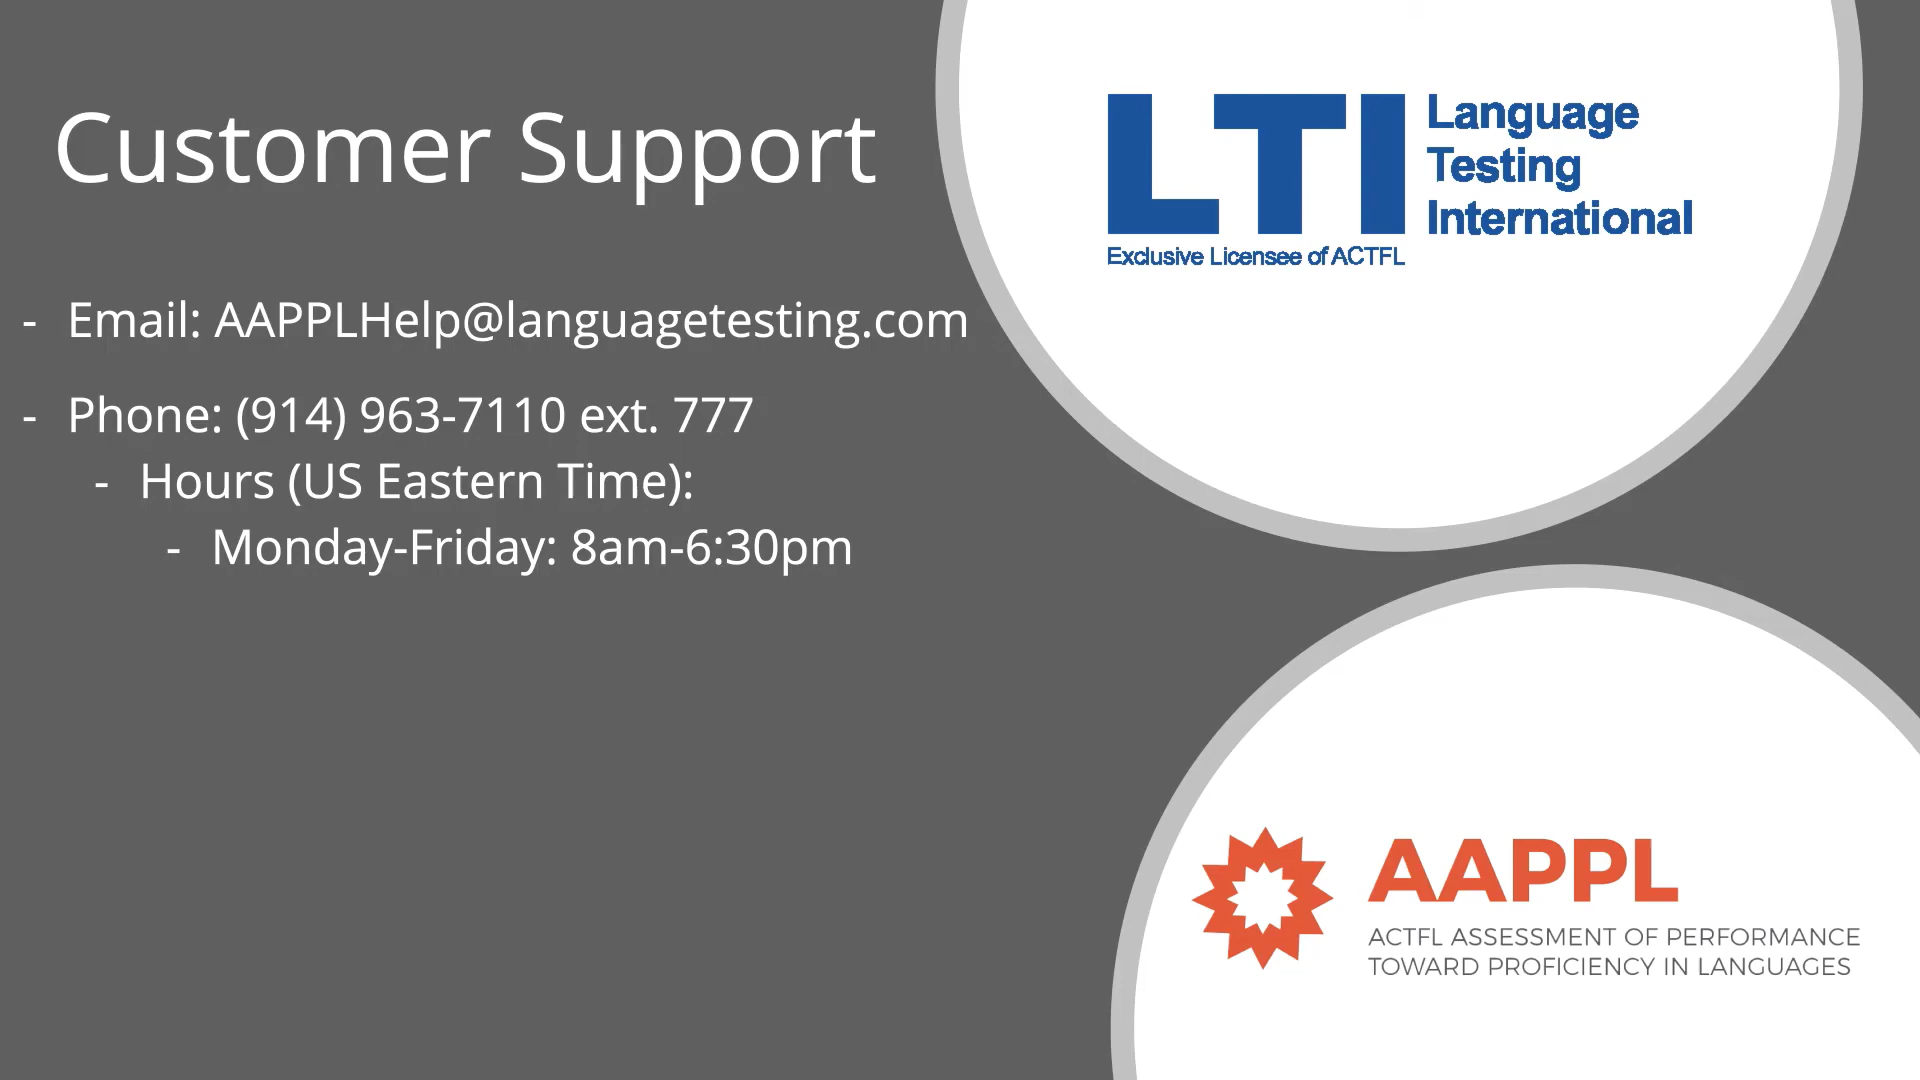 Customer Support
- Email: AAPPLHelp@languagetesting.com
- Phone: (914) 963-7110 ext. 777
- Hours (US Eastern Time):
- Monday-Friday: 8am-6:30pm
LTI
Language
Testing
International
Exclusive Licensee of ACTFL
AAPPL
ACTFL ASSESSMENT OF PERFORMANCE
TOWARD PROFICIENCY IN LANGUAGES